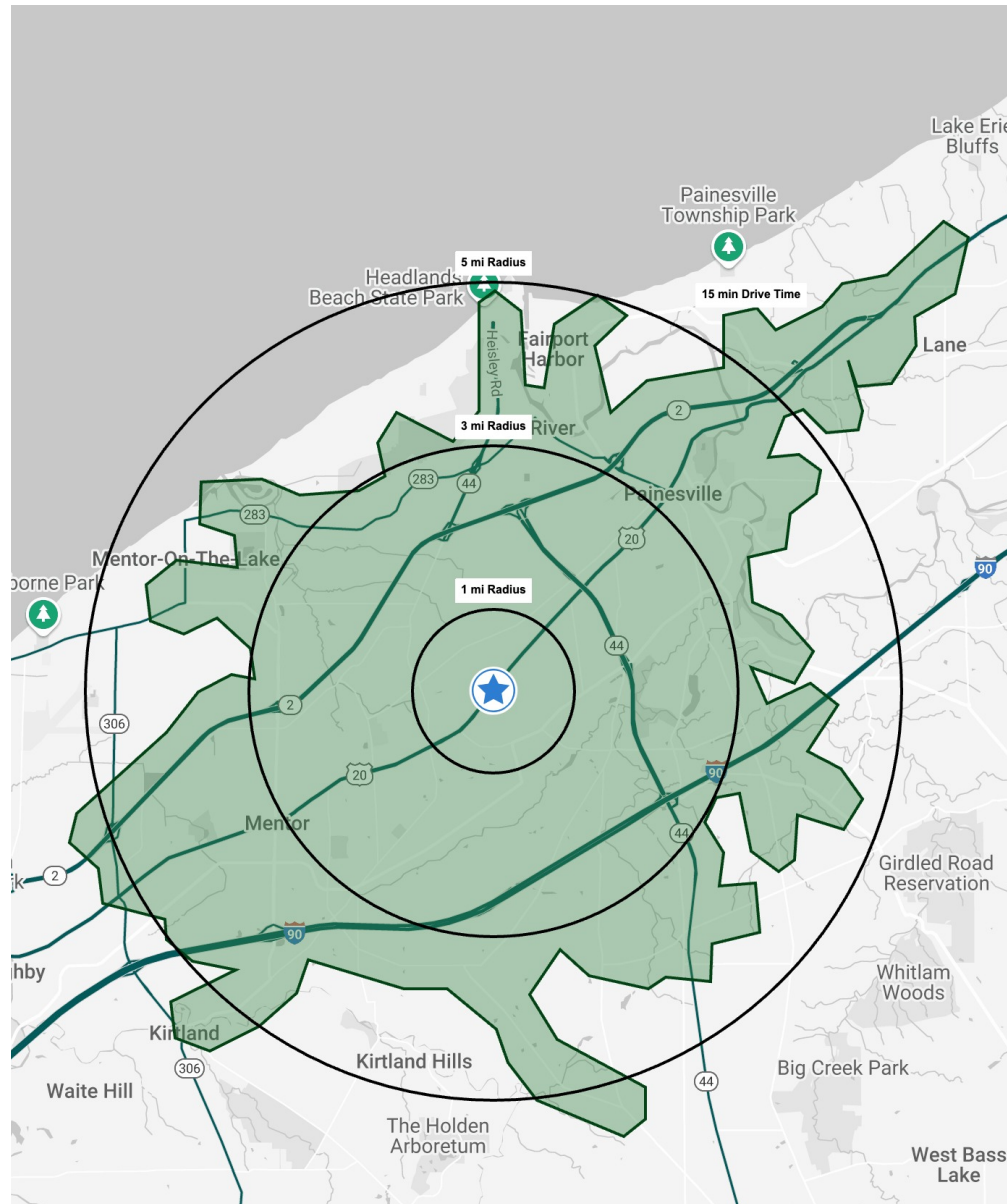 Lake Erie
Bluffs
Painesville
Township Park
5 mi Radius
Headlands
Beach State Park
15 min Drive Time
Fairport
Harbor
Heisley Rd
Lane
2
3 mi Radius
River
283
44
Painesville
283
20
Mentor-On-The-Lake
90
borne Park
1 mi Radius
44
2
306
20
90
Mentor
44
Girdled Road
Reservation
2
90
Whitlam
Woods
Kirtland
Kirtland Hills
306
Big Creek Park
44
Waite Hill
The Holden
Arboretum
West Bass
Lake